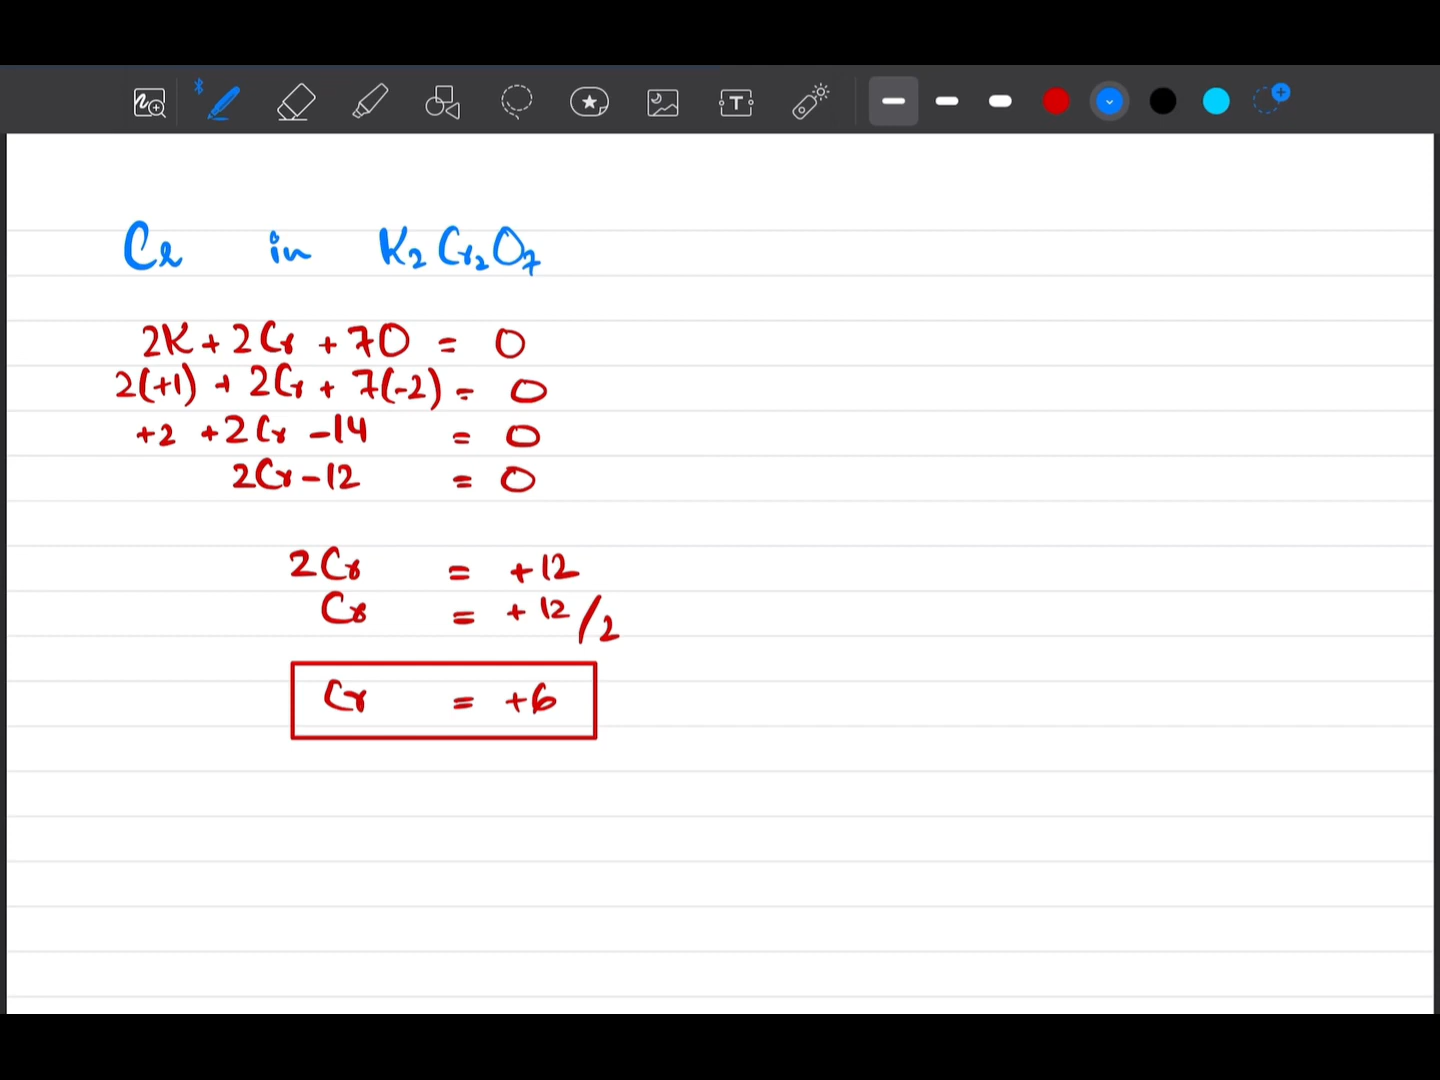 Cr in K₂Cr₂O₇
2K + 2Cr + 7O = 0
2(+1) + 2Cr + 7(-2) = 0
+2 +2Cr -14 = 0
2Cr - 12 = 0
2Cr = +12
Cr = +12/2
Cr = +6